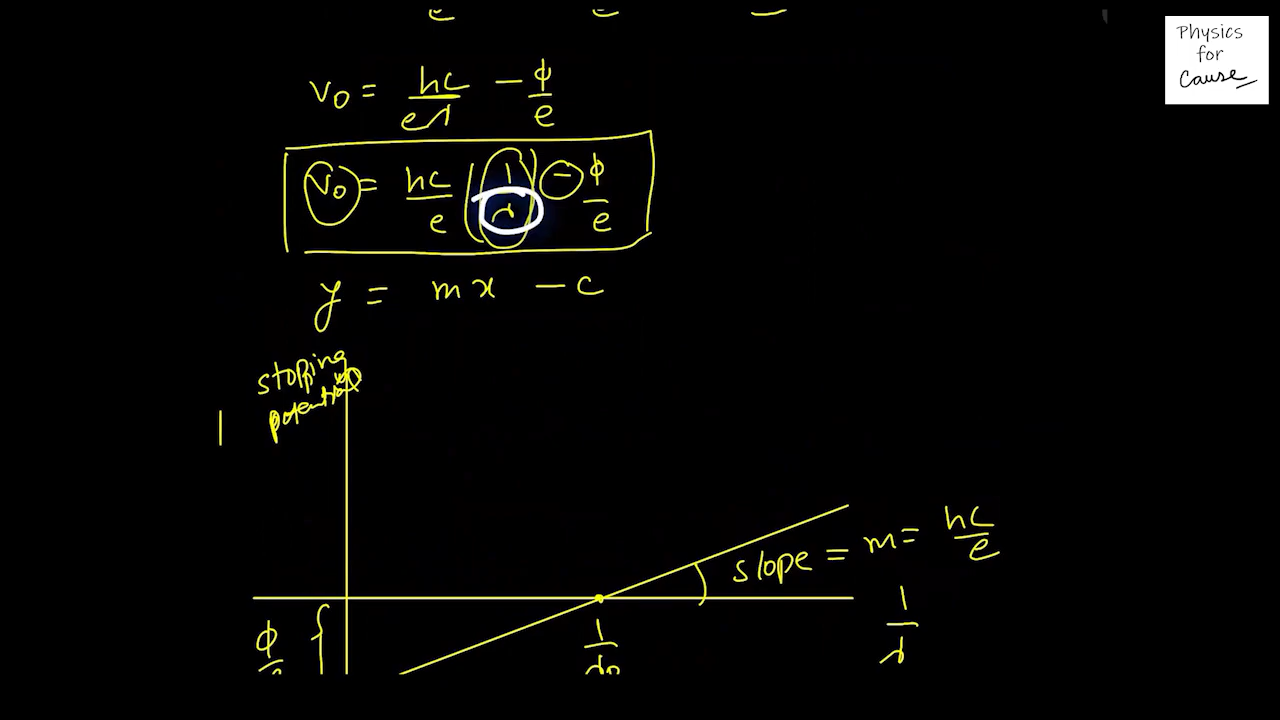 Physics
for
Cause
V₀ = hc/eλ − ϕ/e
V₀ = hc/e (1/λ) − ϕ/e
y = mx − c
stopping
potential
slope = m = hc/e
1/λ
ϕ
1/λ₀